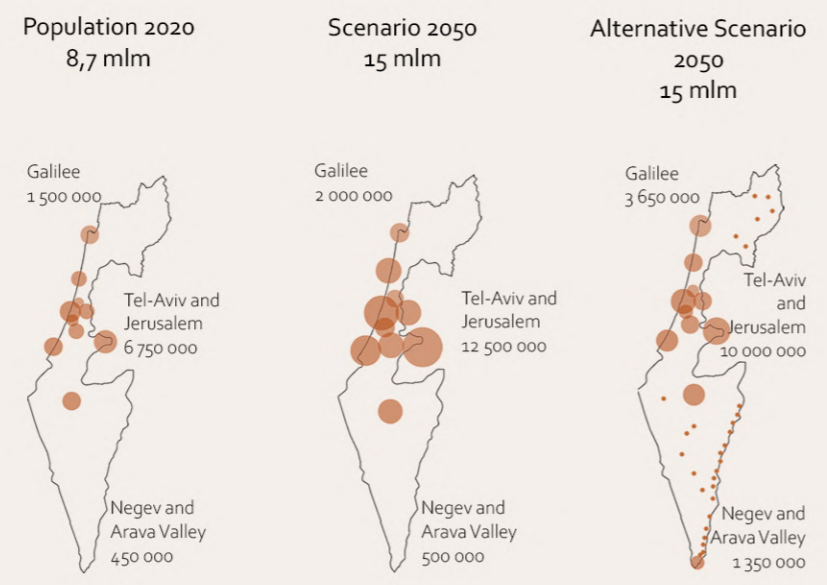 Population 2020
8,7 mlm
Galilee
1 500 000
Tel-Aviv and
Jerusalem
6 750 000
Negev and
Arava Valley
450 000
Scenario 2050
15 mlm
Galilee
2 000 000
Tel-Aviv and
Jerusalem
12 500 000
Negev and
Arava Valley
500 000
Alternative Scenario
2050
15 mlm
Galilee
3 650 000
Tel-Aviv
and
Jerusalem
10 000 000
Negev and
Arava Valley
1 350 000